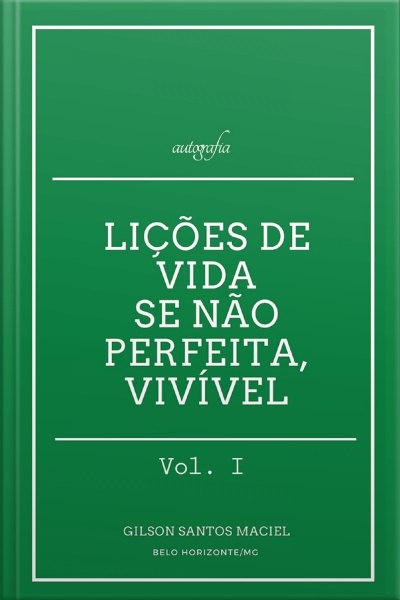 autografia
LIÇÕES DE
VIDA
SE NÃO
PERFEITA,
VIVÍVEL
Vol. I
GILSON SANTOS MACIEL
BELO HORIZONTE/MG